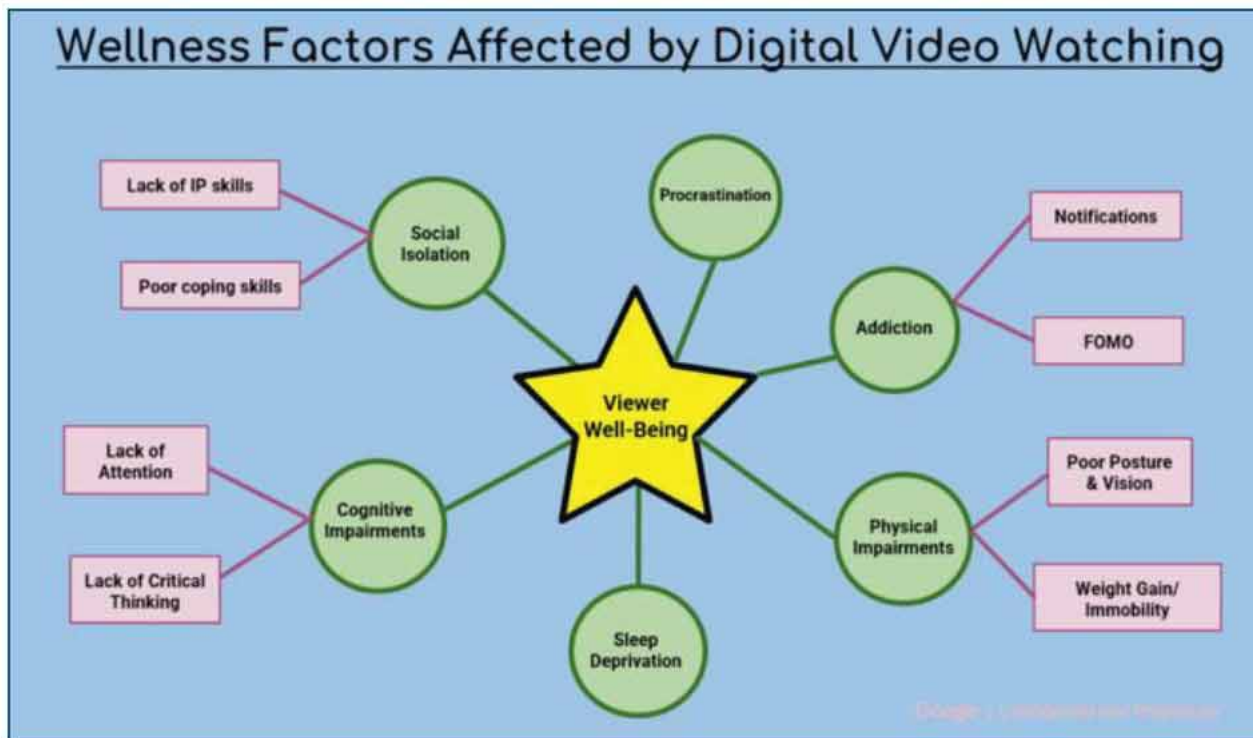 Wellness Factors Affected by Digital Video Watching
Lack of IP skills
Poor coping skills
Social
Isolation
Procrastination
Notifications
FOMO
Addiction
Viewer
Well-Being
Lack of
Attention
Lack of Critical
Thinking
Cognitive
Impairments
Sleep
Deprivation
Physical
Impairments
Poor Posture
& Vision
Weight Gain/
Immobility
Google